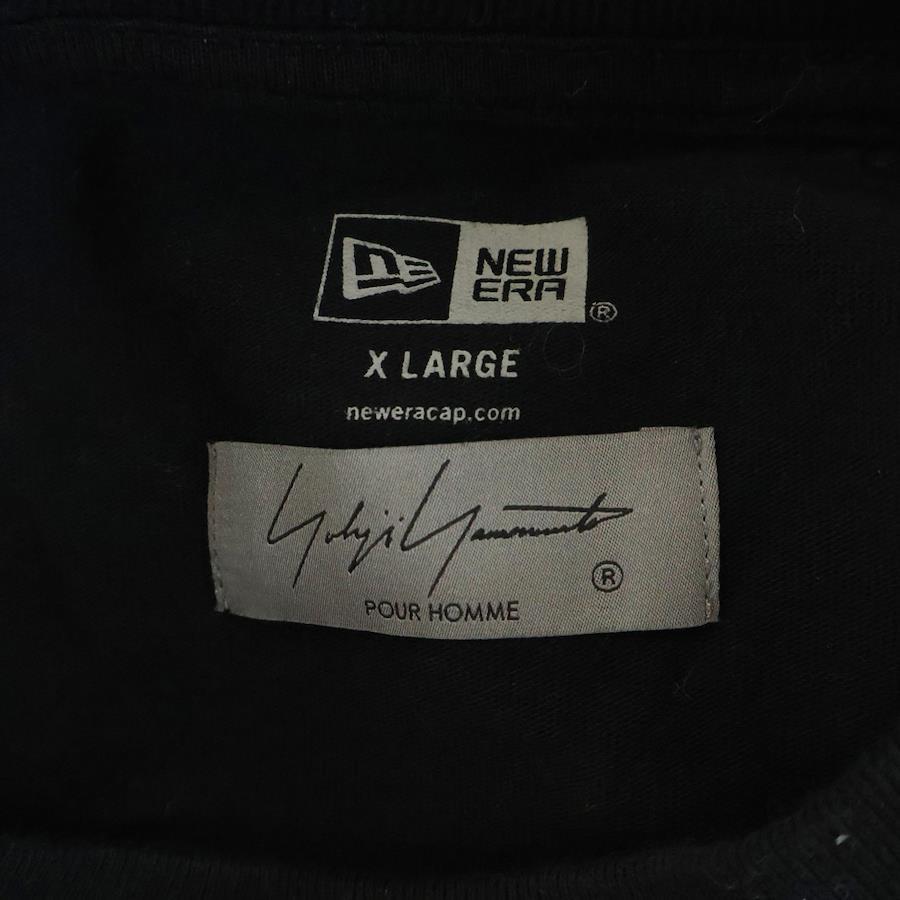 NEW
ERA
®
X LARGE
neweracap.com
Yohji Yamamoto
®
POUR HOMME